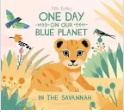 ONE DAY
ON OUR
BLUE PLANET
IN THE SAVANNAH